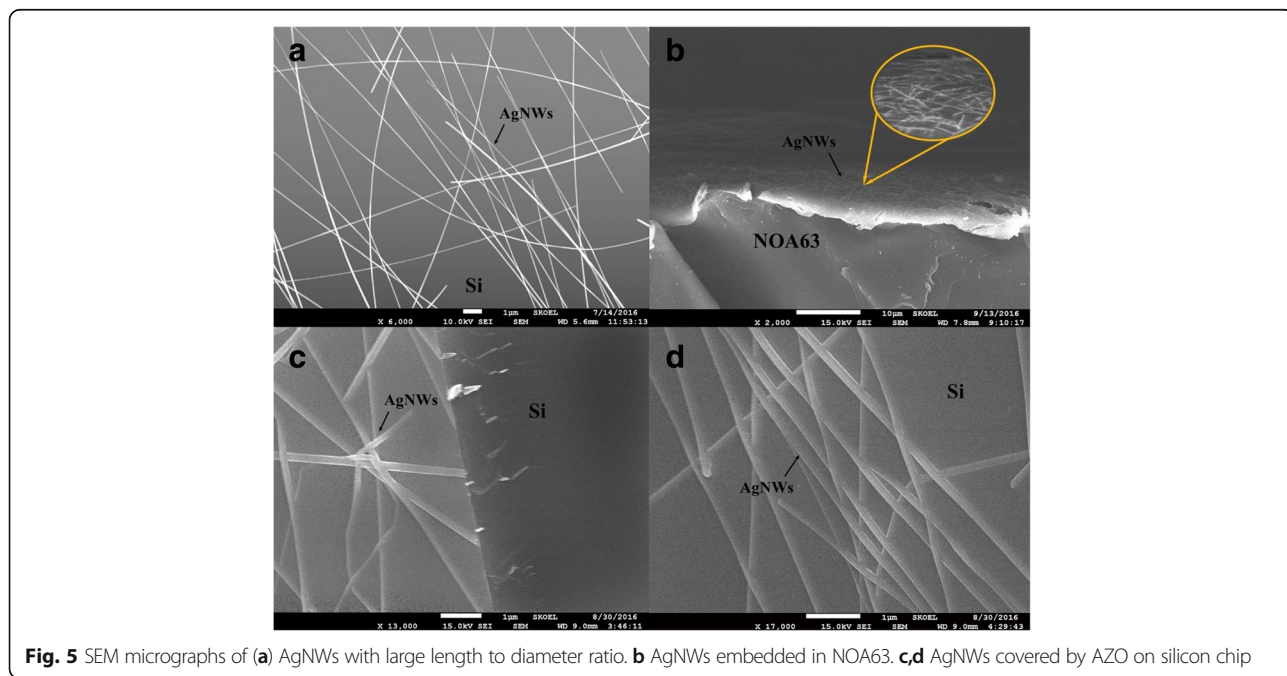 a
AgNWs
Si
1μm SKOEL 7/14/2016
X 6,000 10.0kV SEI SEM WD 5.6mm 11:53:13
b
AgNWs
NOA63
10μm SKOEL 9/13/2016
X 2,000 15.0kV SEI SEM WD 7.8mm 9:10:17
c
AgNWs
Si
1μm SKOEL 8/30/2016
X 13,000 15.0kV SEI SEM WD 9.0mm 3:46:11
d
Si
AgNWs
1μm SKOEL 8/30/2016
X 17,000 15.0kV SEI SEM WD 9.0mm 4:29:43
Fig. 5 SEM micrographs of (a) AgNWs with large length to diameter ratio. b AgNWs embedded in NOA63. c,d AgNWs covered by AZO on silicon chip